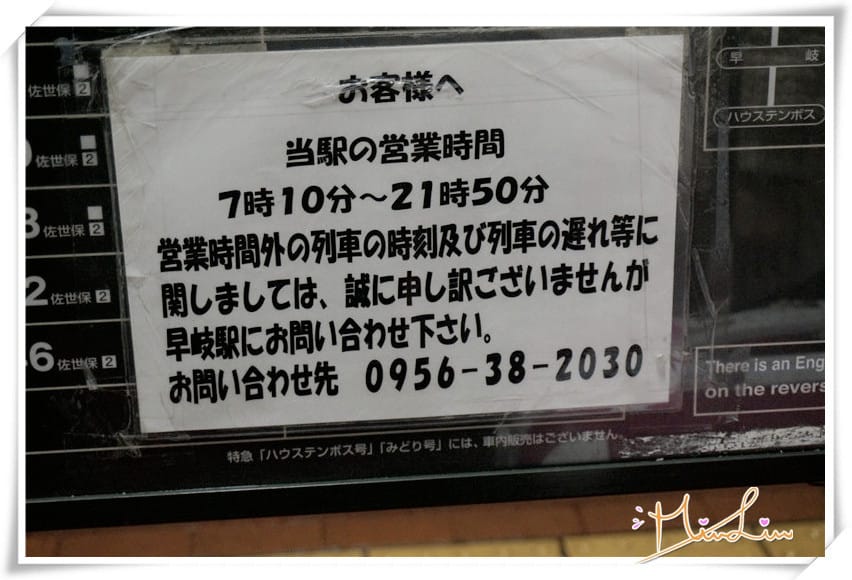 お客様へ
当駅の営業時間
7時10分～21時50分
営業時間外の列車の時刻及び列車の遅れ等に
関しましては、誠に申し訳ございませんが
早岐駅にお問い合わせ下さい。
お問い合わせ先 0956-38-2030
佐世保 2
佐世保 2
8 佐世保 2
2 佐世保 2
6 佐世保 2
早岐
ハウステンボス
There is an Eng
on the revers
特急「ハウステンボス号」「みどり号」には、車内販売はございません。